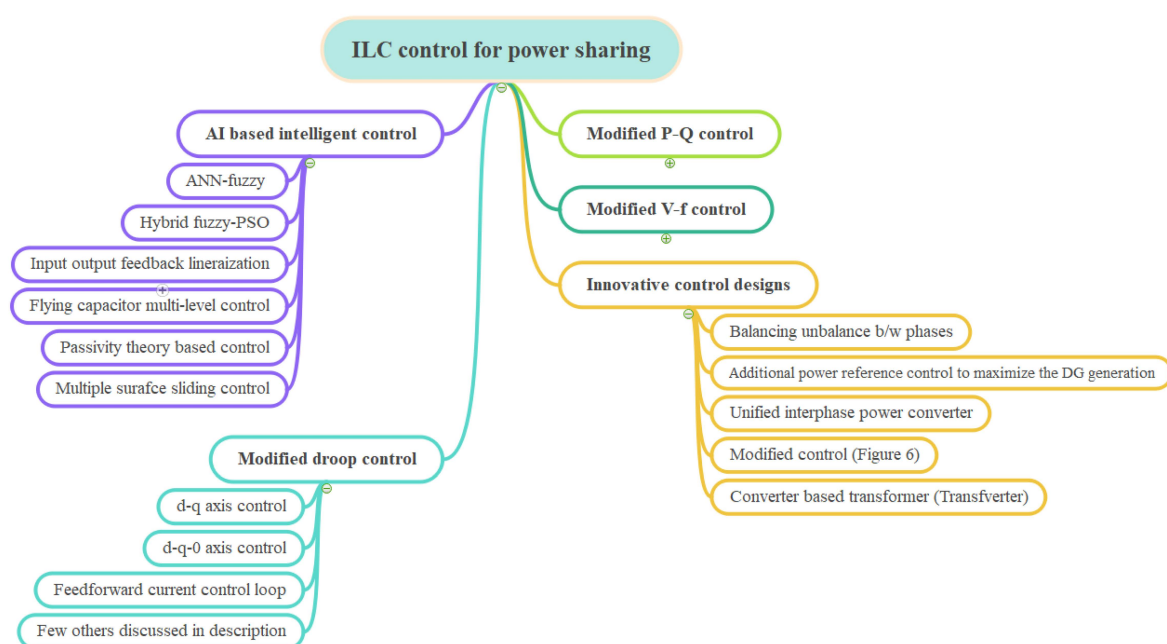 ILC control for power sharing
AI based intelligent control
ANN-fuzzy
Hybrid fuzzy-PSO
Input output feedback lineraization
Flying capacitor multi-level control
Passivity theory based control
Multiple surafce sliding control
Modified droop control
d-q axis control
d-q-0 axis control
Feedforward current control loop
Few others discussed in description
Modified P-Q control
Modified V-f control
Innovative control designs
Balancing unbalance b/w phases
Additional power reference control to maximize the DG generation
Unified interphase power converter
Modified control (Figure 6)
Converter based transformer (Transfverter)